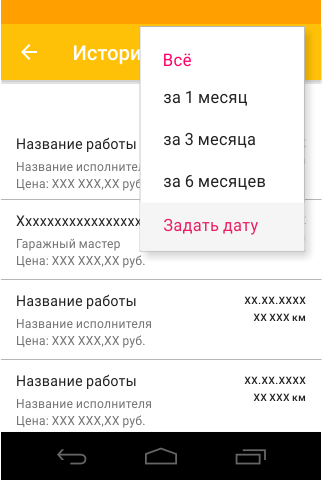 Истори
Всё
за 1 месяц
за 3 месяца
за 6 месяцев
Задать дату
Название работы
Название исполнителя
Цена: XXX XXX,XX руб.
Xxxxxxxxxxxxxxxxxx
Гаражный мастер
Цена: XXX XXX,XX руб.
Название работы
xx.xx.xxxx
Название исполнителя
xx xxx км
Цена: XXX XXX,XX руб.
Название работы
xx.xx.xxxx
Название исполнителя
xx xxx км
Цена: XXX XXX,XX руб.